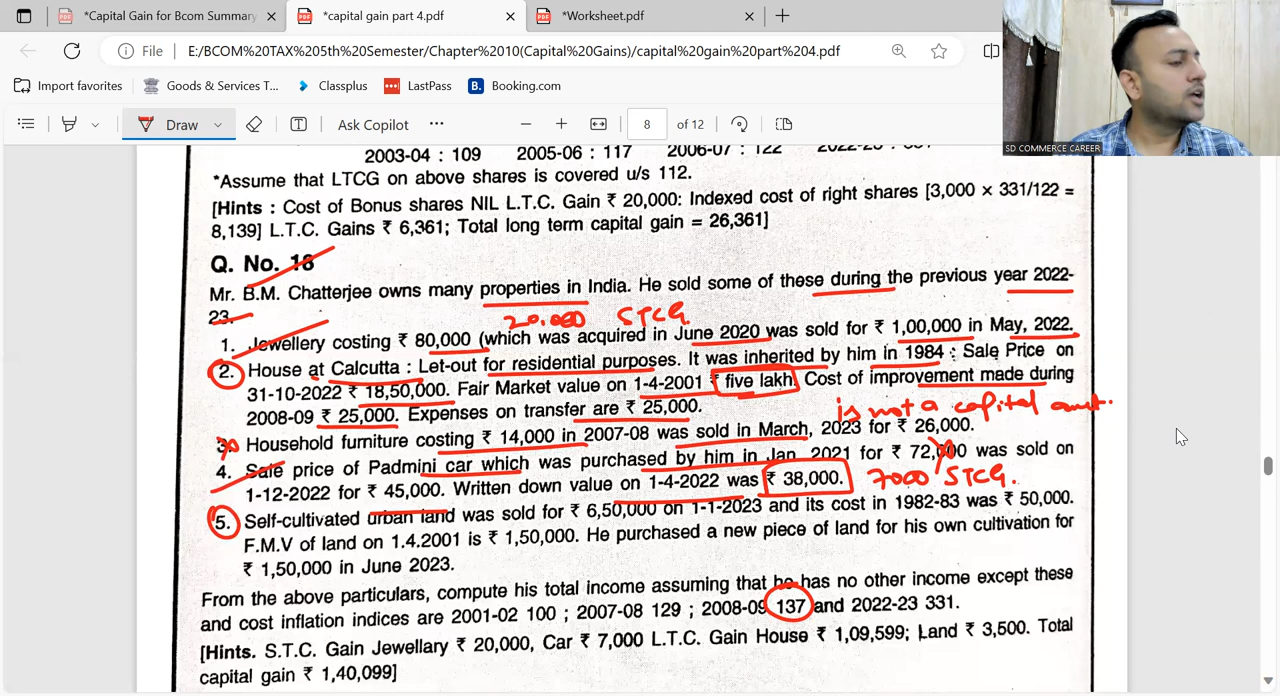 *Capital Gain for Bcom Summary
*capital gain part 4.pdf
*Worksheet.pdf
File
E:/BCOM%20TAX%205th%20Semester/Chapter%2010(Capital%20Gains)/capital%20gain%20part%204.pdf
Import favorites
Goods & Services T...
Classplus
LastPass
Booking.com
Draw
Ask Copilot
8 of 12
SD COMMERCE CAREER
2003-04 : 109 2005-06 : 117 2006-07 : 122
*Assume that LTCG on above shares is covered u/s 112.
[Hints : Cost of Bonus shares NIL L.T.C. Gain ₹ 20,000: Indexed cost of right shares [3,000 × 331/122 =
8,139] L.T.C. Gains ₹ 6,361; Total long term capital gain = 26,361]
Q. No. 18
Mr. B.M. Chatterjee owns many properties in India. He sold some of these during the previous year 2022-
23.
20.000 STCG
1. Jewellery costing ₹ 80,000 (which was acquired in June 2020 was sold for ₹ 1,00,000 in May, 2022.
2. House at Calcutta : Let-out for residential purposes. It was inherited by him in 1984 : Sale Price on
31-10-2022 ₹ 18,50,000. Fair Market value on 1-4-2001 ₹ five lakh. Cost of improvement made during
2008-09 ₹ 25,000. Expenses on transfer are ₹ 25,000.
is not a capital asset.
3. Household furniture costing ₹ 14,000 in 2007-08 was sold in March, 2023 for ₹ 26,000.
4. Sale price of Padmini car which was purchased by him in Jan. 2021 for ₹ 72,000 was sold on
1-12-2022 for ₹ 45,000. Written down value on 1-4-2022 was ₹ 38,000.
7000 STCG.
5. Self-cultivated urban land was sold for ₹ 6,50,000 on 1-1-2023 and its cost in 1982-83 was ₹ 50,000.
F.M.V of land on 1.4.2001 is ₹ 1,50,000. He purchased a new piece of land for his own cultivation for
₹ 1,50,000 in June 2023.
From the above particulars, compute his total income assuming that he has no other income except these
and cost inflation indices are 2001-02 100 ; 2007-08 129 ; 2008-09 137 and 2022-23 331.
[Hints. S.T.C. Gain Jewellery ₹ 20,000, Car ₹ 7,000 L.T.C. Gain House ₹ 1,09,599; Land ₹ 3,500. Total
capital gain ₹ 1,40,099]